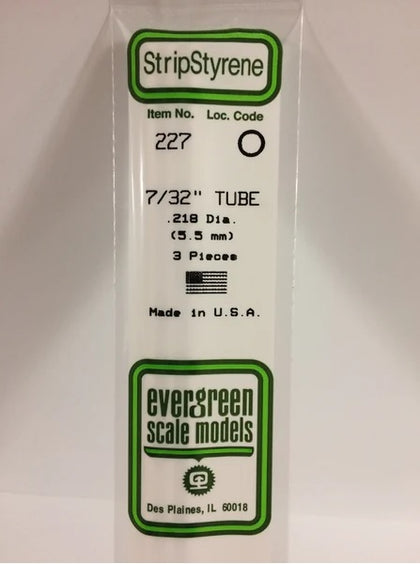 StripStyrene
Item No. Loc. Code
227
7/32" TUBE
.218 Dia.
(5.5 mm)
3 Pieces
Made in U.S.A.
evergreen
scale models
Des Plaines, IL 60018